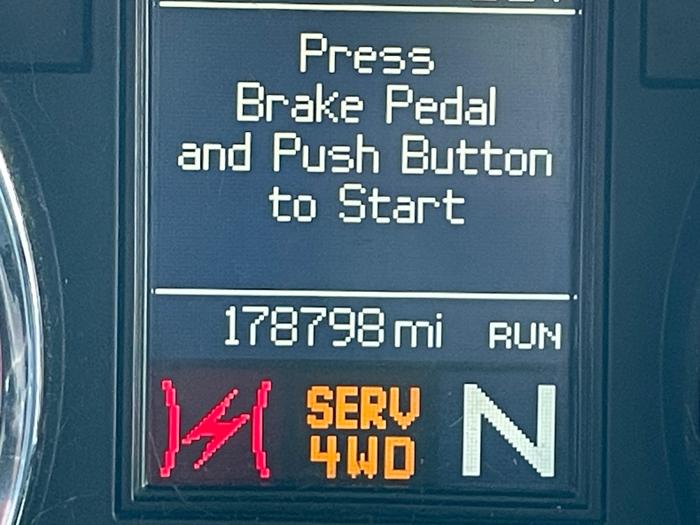 Press
Brake Pedal
and Push Button
to Start
178798 mi RUN
SERV
4WD
N